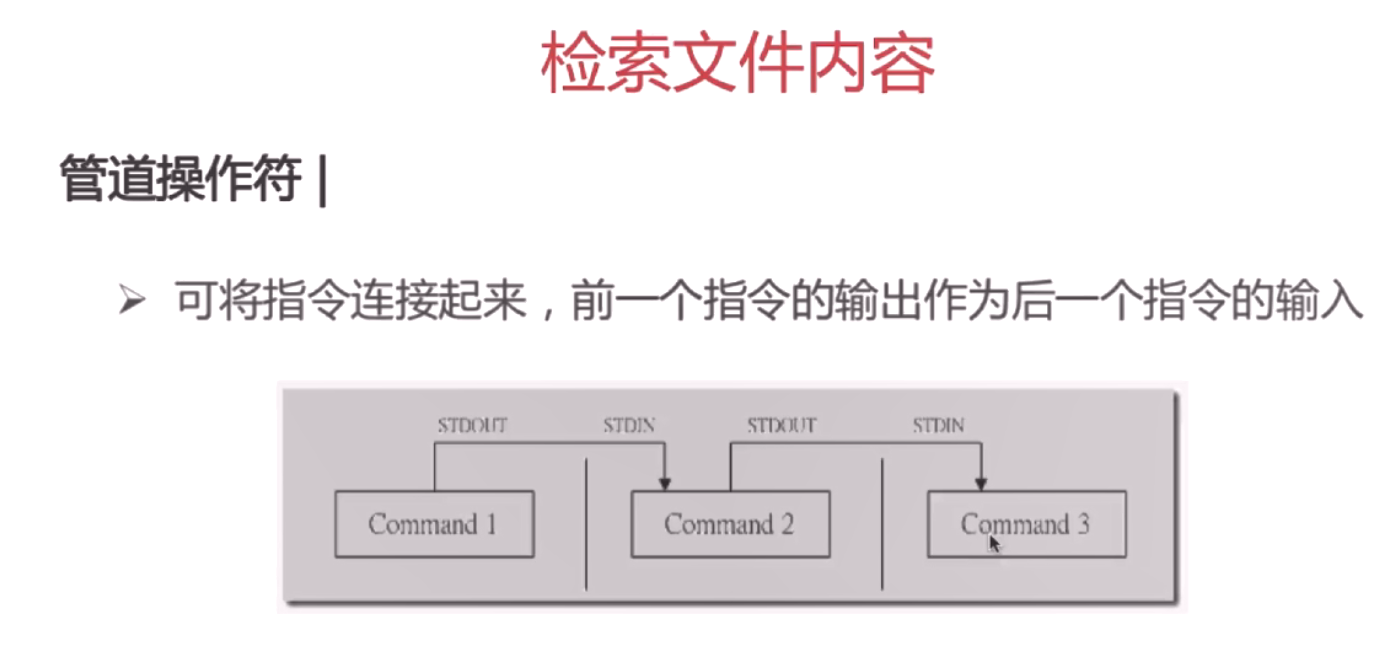 检索文件内容
管道操作符 |
➢ 可将指令连接起来，前一个指令的输出作为后一个指令的输入
STDOUT STDIN STDOUT STDIN
Command 1 Command 2 Command 3